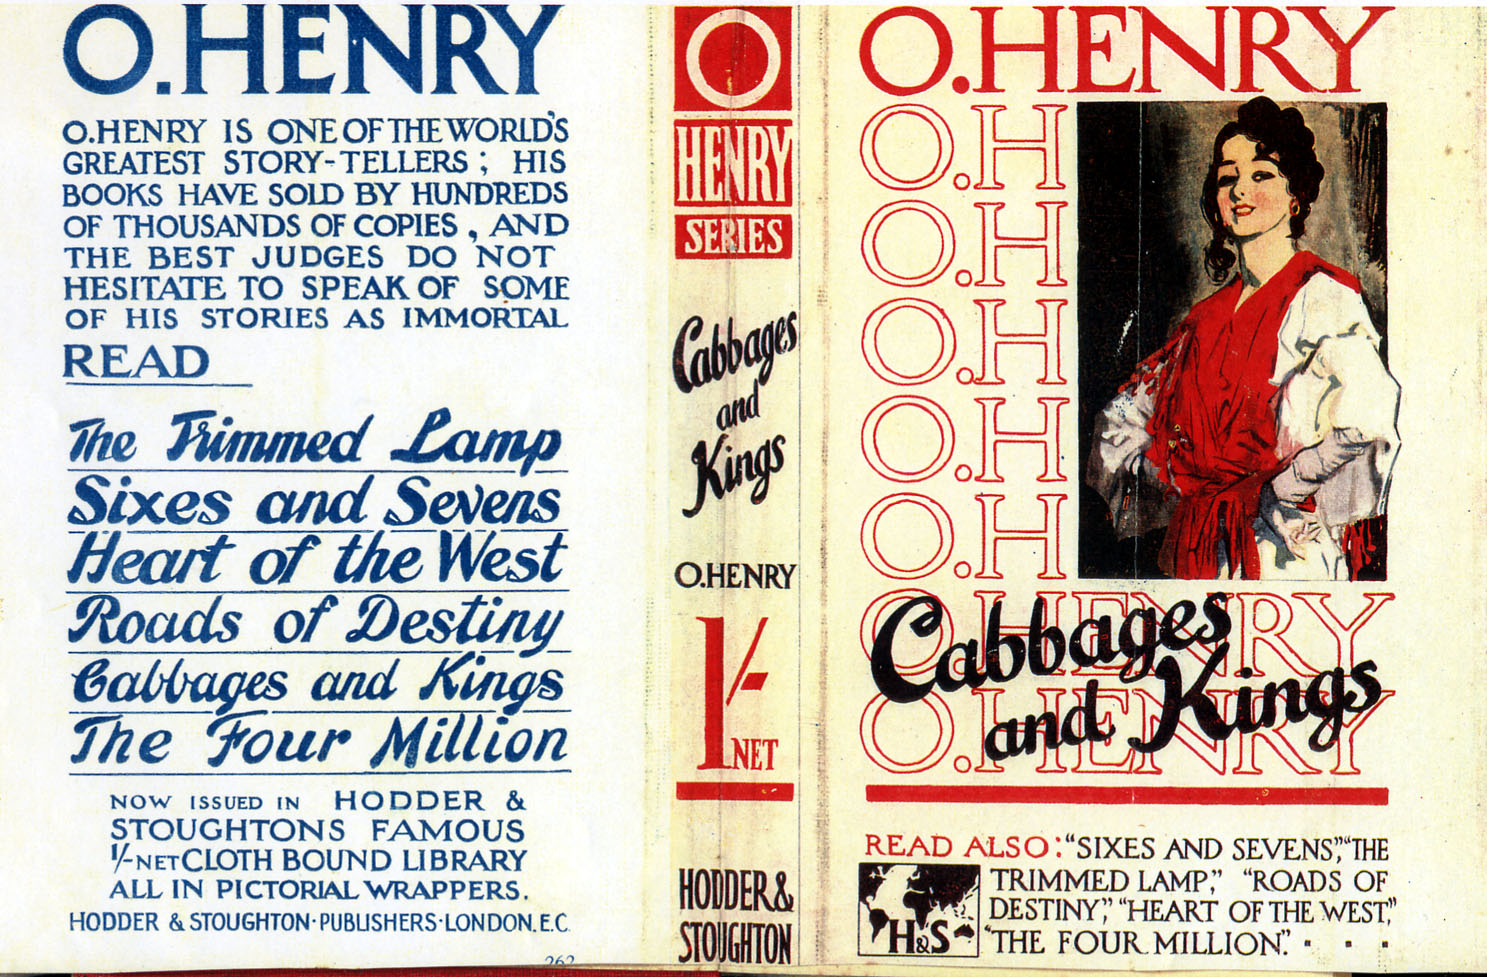 O.HENRY
O.HENRY IS ONE OF THE WORLD'S
GREATEST STORY-TELLERS; HIS
BOOKS HAVE SOLD BY HUNDREDS
OF THOUSANDS OF COPIES, AND
THE BEST JUDGES DO NOT
HESITATE TO SPEAK OF SOME
OF HIS STORIES AS IMMORTAL
READ
The Trimmed Lamp
Sixes and Sevens
Heart of the West
Roads of Destiny
Cabbages and Kings
The Four Million
NOW ISSUED IN HODDER &
STOUGHTONS FAMOUS
1/-NET CLOTH BOUND LIBRARY
ALL IN PICTORIAL WRAPPERS.
HODDER & STOUGHTON·PUBLISHERS·LONDON.E.C.
262
O
HENRY
SERIES
Cabbages
and
Kings
O.HENRY
1/-
NET
HODDER&
STOUGHTON
O.HENRY
O.H
O.H
O.H
O.H
O.H
O.HENRY
O.HENRY
Cabbages
and Kings
READ ALSO: "SIXES AND SEVENS", "THE
TRIMMED LAMP," "ROADS OF
DESTINY," "HEART OF THE WEST,"
"THE FOUR MILLION".
H&S